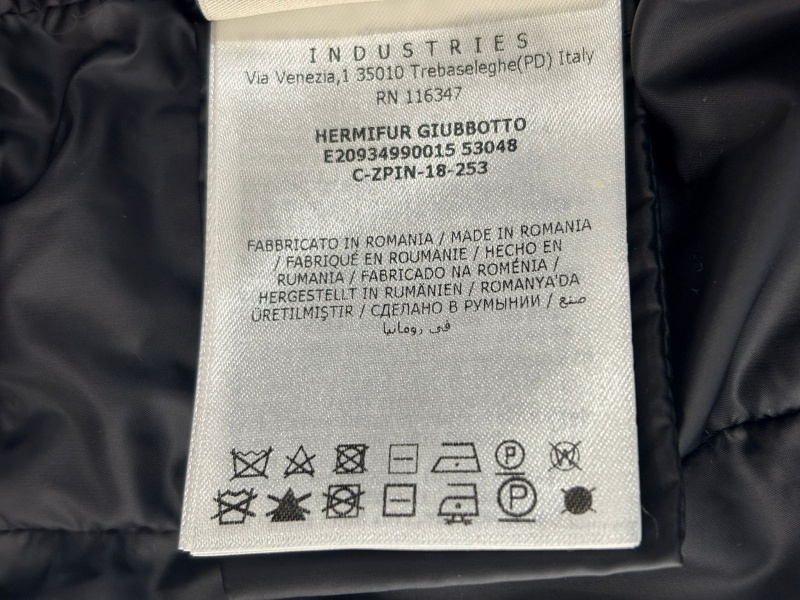 INDUSTRIES
Via Venezia,1 35010 Trebaseleghe(PD) Italy
RN 116347
HERMIFUR GIUBBOTTO
E20934990015 53048
C-ZPIN-18-253
FABBRICATO IN ROMANIA / MADE IN ROMANIA
/ FABRIQUÉ EN ROUMANIE / HECHO EN
RUMANIA / FABRICADO NA ROMÉNIA /
HERGESTELLT IN RUMÄNIEN / ROMANYA'DA
ÜRETILMIŞTIR / СДЕЛАНО В РУМЫНИИ / صنع
في رومانيا
P W
P